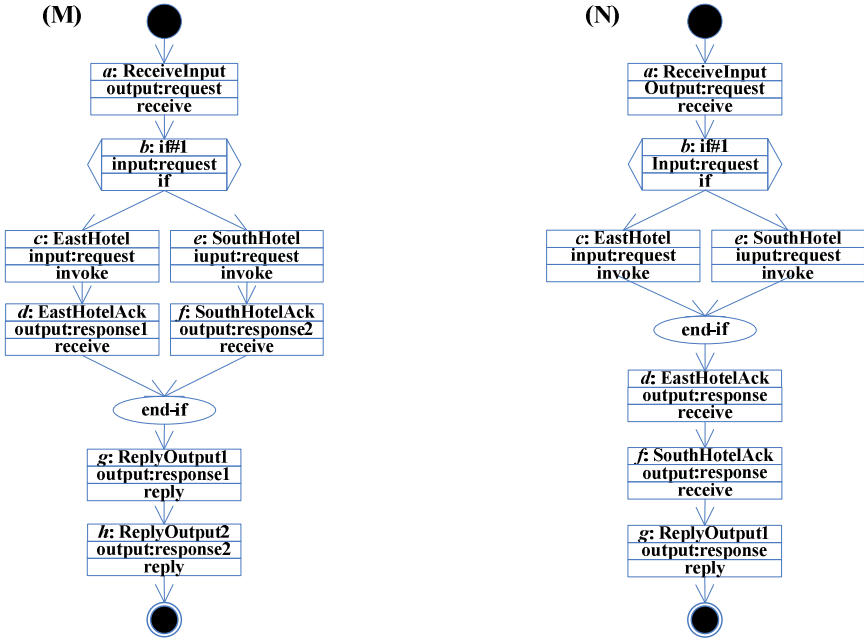 (M)
a: ReceiveInput
output:request
receive
b: if#1
input:request
if
c: EastHotel
input:request
invoke
e: SouthHotel
iuput:request
invoke
d: EastHotelAck
output:response1
receive
f: SouthHotelAck
output:response2
receive
end-if
g: ReplyOutput1
output:response1
reply
h: ReplyOutput2
output:response2
reply
(N)
a: ReceiveInput
Output:request
receive
b: if#1
Input:request
if
c: EastHotel
input:request
invoke
e: SouthHotel
iuput:request
invoke
end-if
d: EastHotelAck
output:response
receive
f: SouthHotelAck
output:response
receive
g: ReplyOutput1
output:response
reply